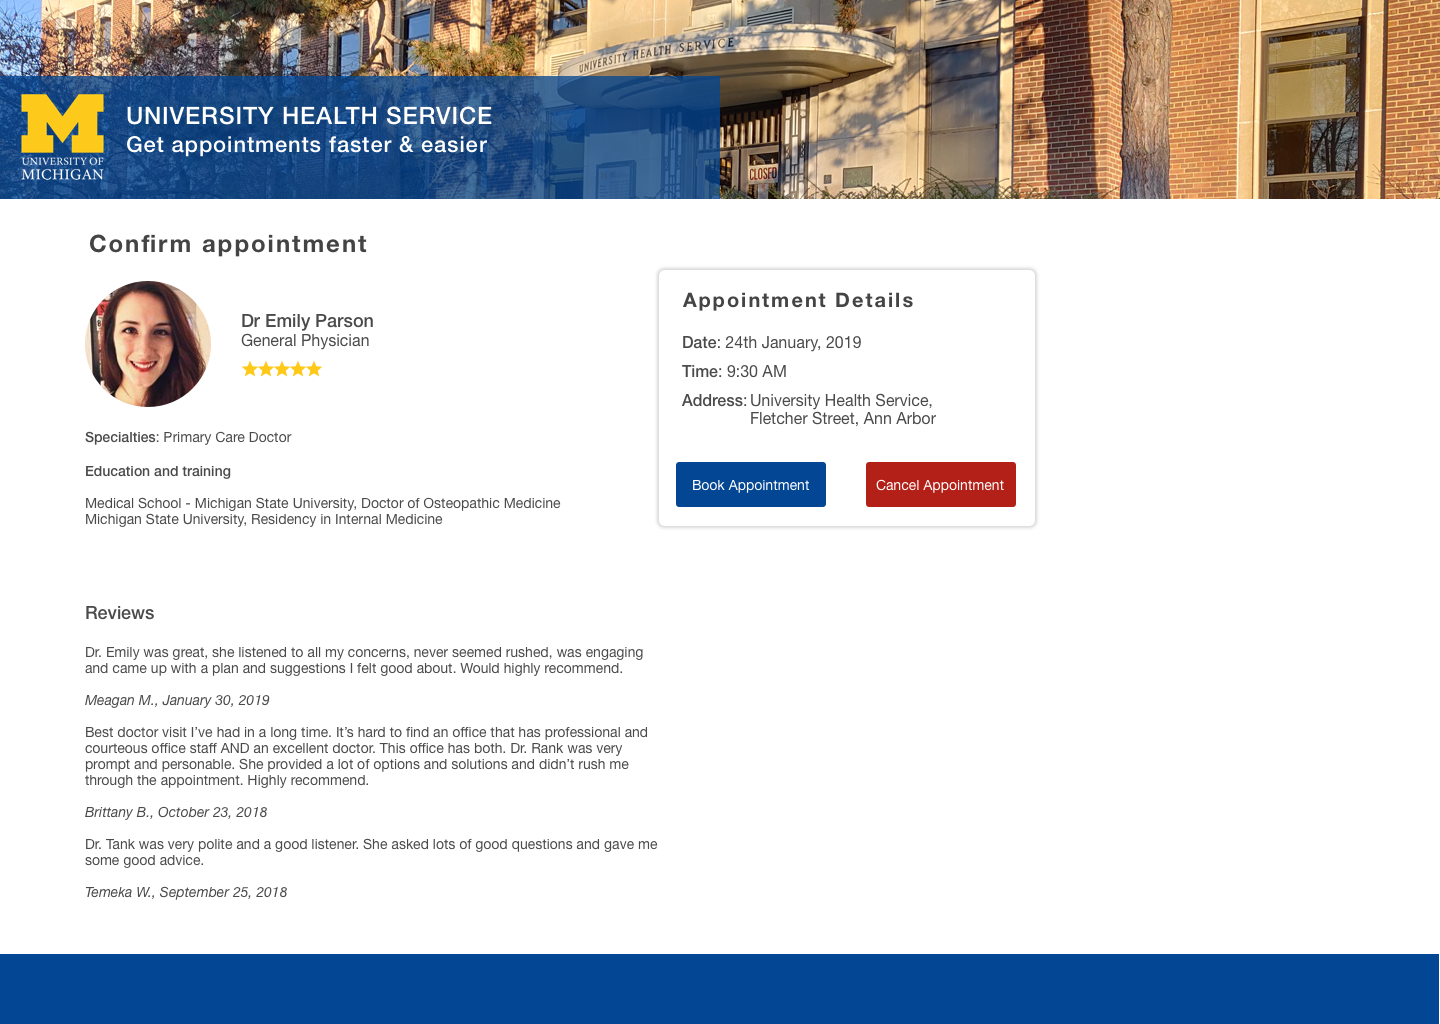 UNIVERSITY HEALTH SERVICE
CLOSED
UNIVERSITY OF
MICHIGAN
UNIVERSITY HEALTH SERVICE
Get appointments faster & easier
Confirm appointment
Dr Emily Parson
General Physician
Specialties: Primary Care Doctor
Education and training
Medical School - Michigan State University, Doctor of Osteopathic Medicine
Michigan State University, Residency in Internal Medicine
Appointment Details
Date: 24th January, 2019
Time: 9:30 AM
Address: University Health Service,
Fletcher Street, Ann Arbor
Book Appointment
Cancel Appointment
Reviews
Dr. Emily was great, she listened to all my concerns, never seemed rushed, was engaging
and came up with a plan and suggestions I felt good about. Would highly recommend.
Meagan M., January 30, 2019
Best doctor visit I’ve had in a long time. It’s hard to find an office that has professional and
courteous office staff AND an excellent doctor. This office has both. Dr. Rank was very
prompt and personable. She provided a lot of options and solutions and didn’t rush me
through the appointment. Highly recommend.
Brittany B., October 23, 2018
Dr. Tank was very polite and a good listener. She asked lots of good questions and gave me
some good advice.
Temeka W., September 25, 2018